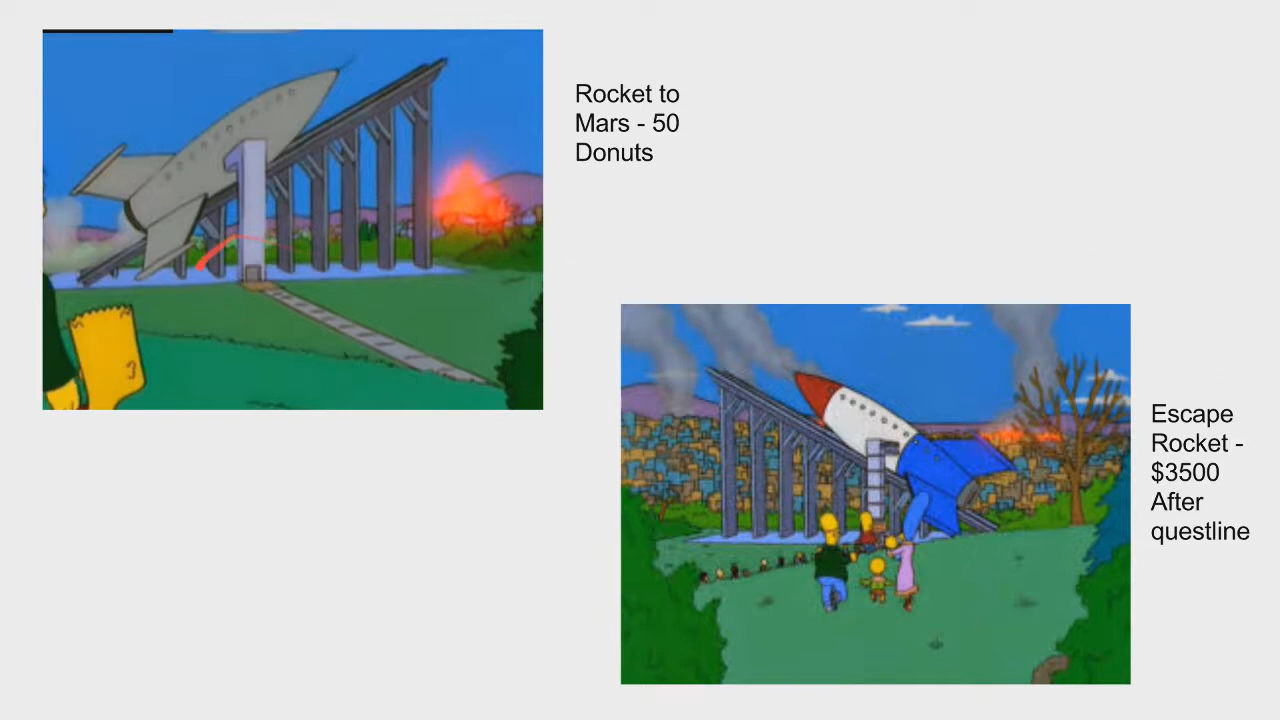 Rocket to
Mars - 50
Donuts
Escape
Rocket -
$3500
After
questline